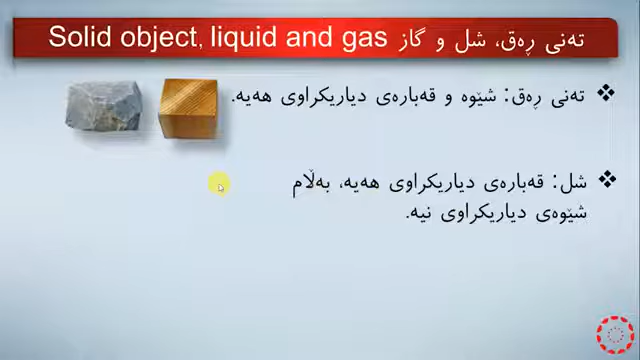 تەنی ڕەق، شل و گاز Solid object, liquid and gas
تەنی ڕەق: شێوە و قەبارەی دیاریکراوی هەیە.
شل: قەبارەی دیاریکراوی هەیە، بەڵام
شێوەی دیاریکراوی نیە.